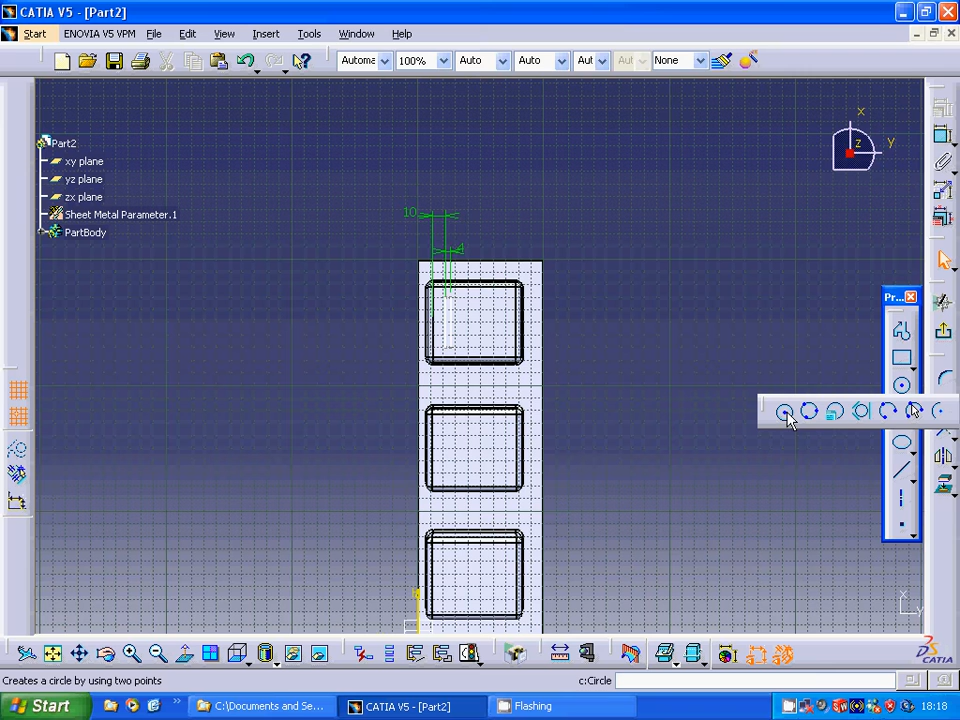 CATIA V5 - [Part2]
Start ENOVIA V5 VPM File Edit View Insert Tools Window Help
Automa 100% Auto Auto Aut Aut None
Part2
xy plane
yz plane
zx plane
Sheet Metal Parameter.1
PartBody
x
y
z
10
4
Pr...
x
y
DS
CATIA
Creates a circle by using two points
c:Circle
Start C:\Documents and Se... CATIA V5 - [Part2] Flashing 18:18